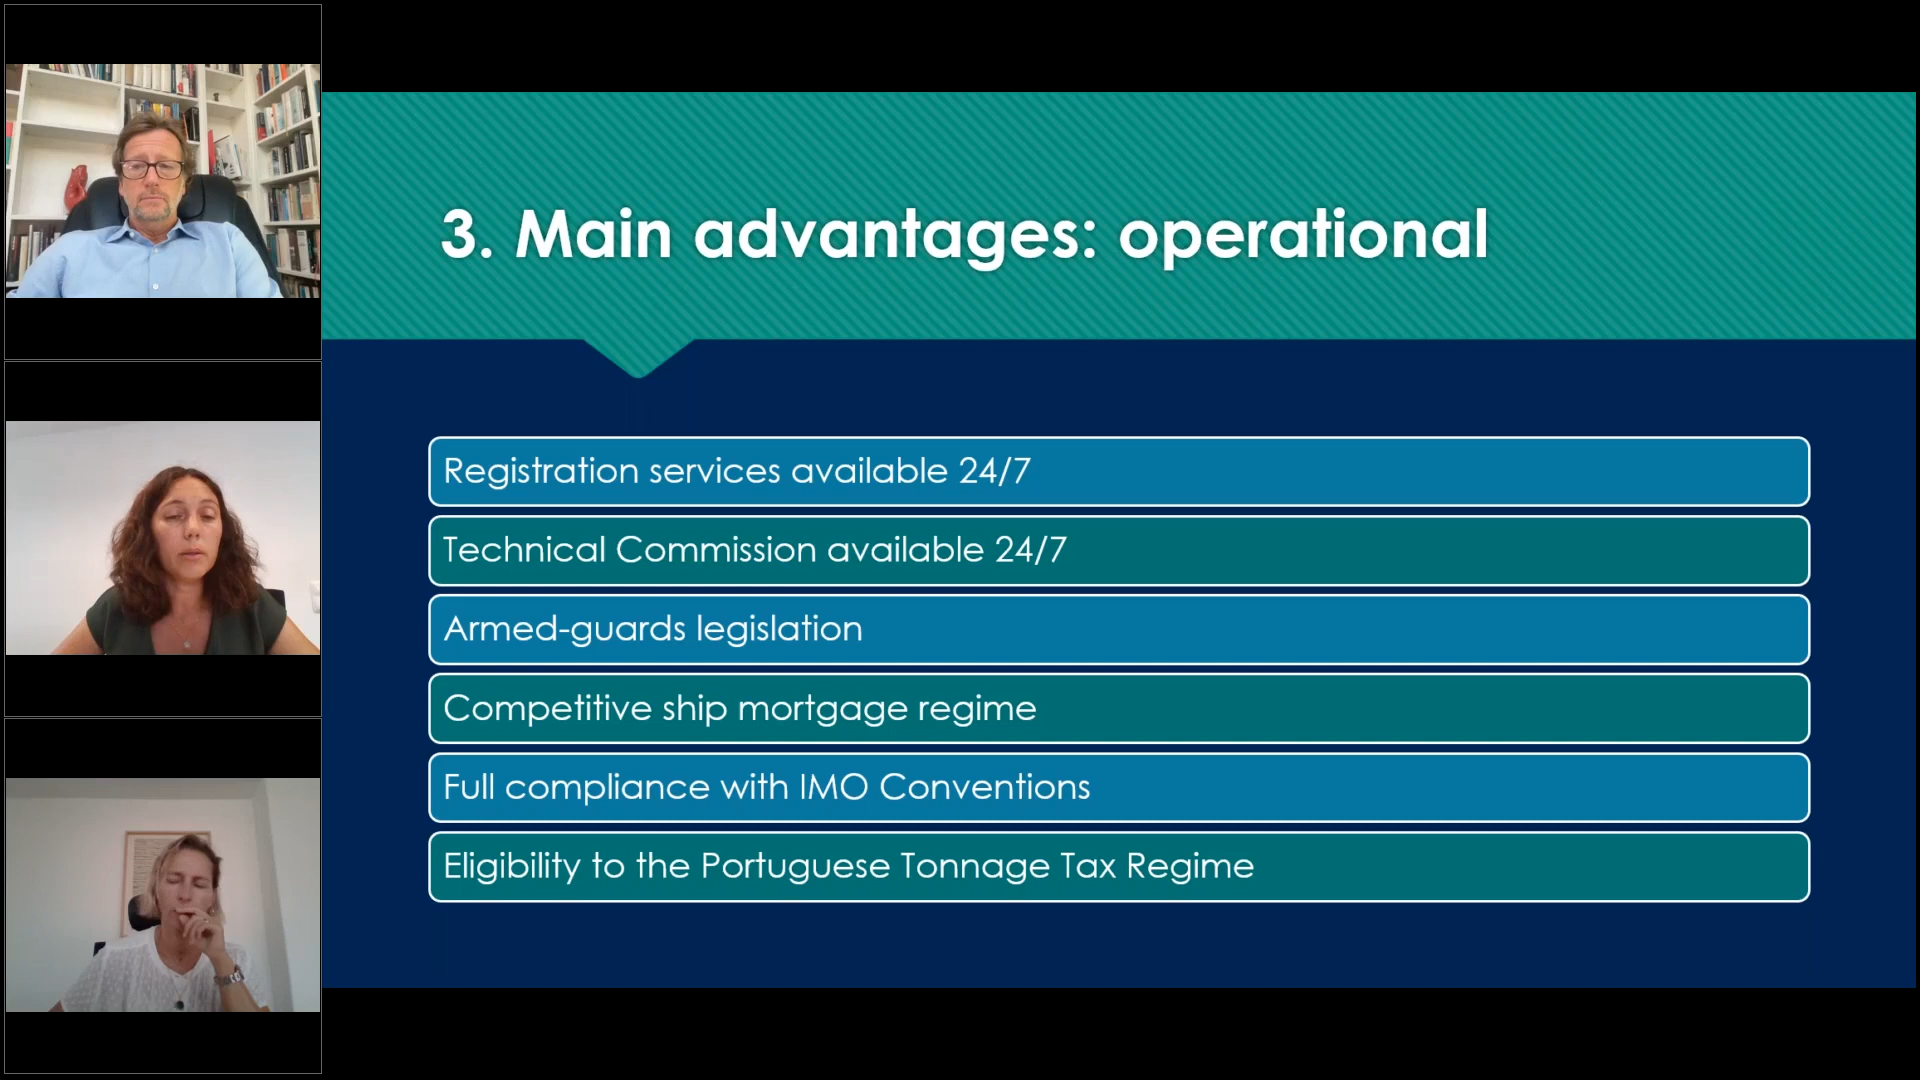 3. Main advantages: operational
Registration services available 24/7
Technical Commission available 24/7
Armed-guards legislation
Competitive ship mortgage regime
Full compliance with IMO Conventions
Eligibility to the Portuguese Tonnage Tax Regime